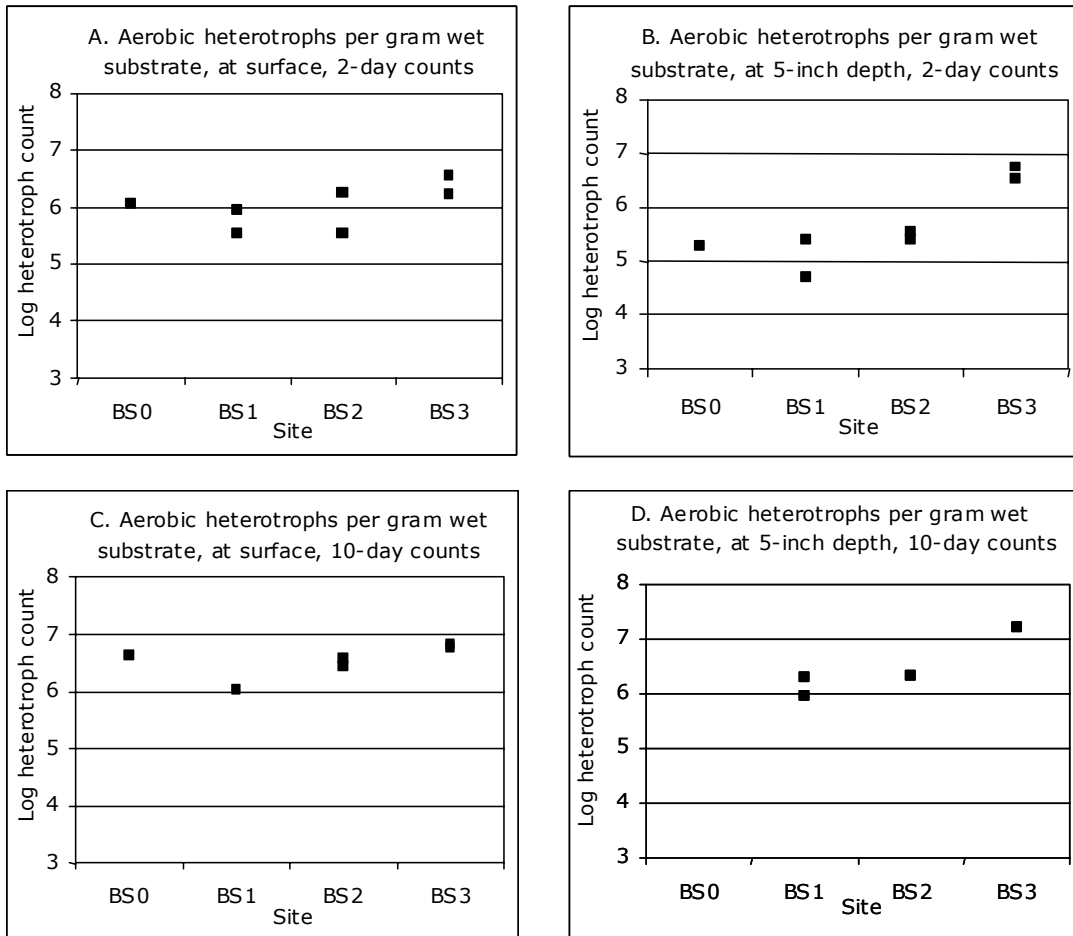 A. Aerobic heterotrophs per gram wet
substrate, at surface, 2-day counts
Log heterotroph count
8
7
6
5
4
3
BS0 BS1 BS2 BS3
Site
B. Aerobic heterotrophs per gram wet
substrate, at 5-inch depth, 2-day counts
Log heterotroph count
8
7
6
5
4
3
BS0 BS1 BS2 BS3
Site
C. Aerobic heterotrophs per gram wet
substrate, at surface, 10-day counts
Log heterotroph count
8
7
6
5
4
3
BS0 BS1 BS2 BS3
Site
D. Aerobic heterotrophs per gram wet
substrate, at 5-inch depth, 10-day counts
Log heterotroph count
8
7
6
5
4
3
BS0 BS1 BS2 BS3
Site